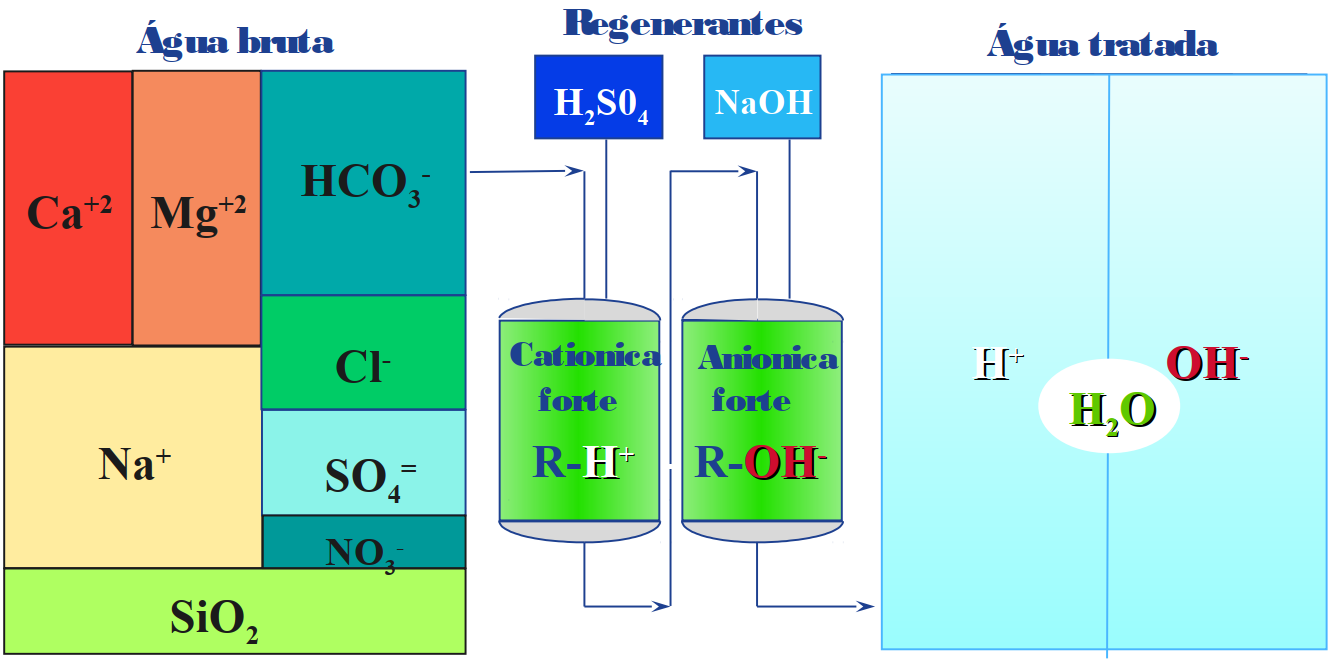 Água bruta
Regenerantes
Água tratada
H₂S0₄
NaOH
Ca⁺²
Mg⁺²
HCO₃⁻
Cl⁻
Na⁺
SO₄⁼
NO₃⁻
SiO₂
Cationica
forte
R-H⁺
Anionica
forte
R-OH⁻
H⁺
OH⁻
H₂O